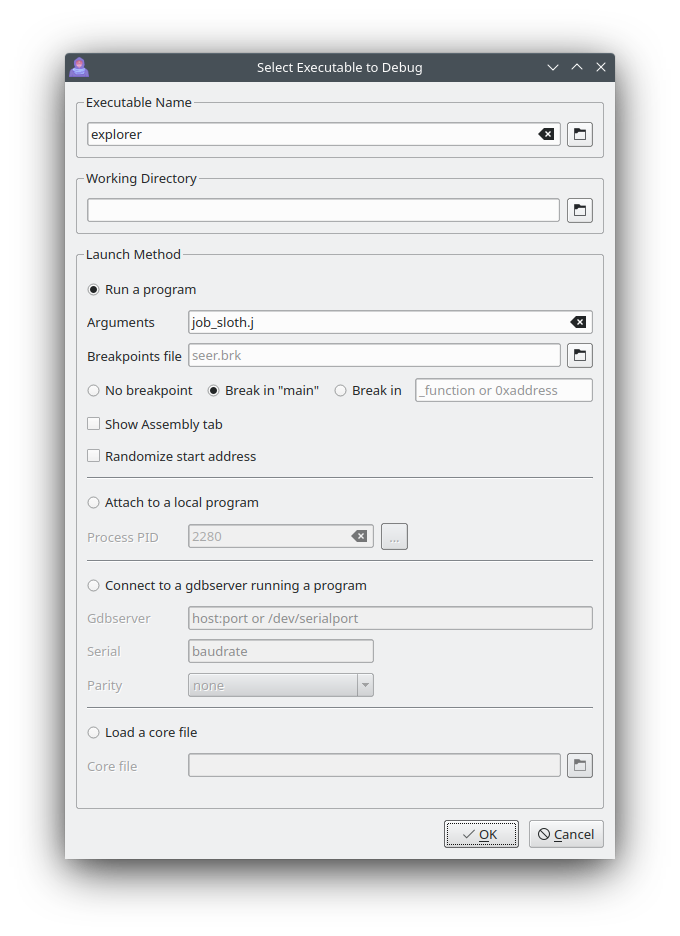 Select Executable to Debug
Executable Name
explorer
Working Directory
Launch Method
Run a program
Arguments job_sloth.j
Breakpoints file seer.brk
No breakpoint Break in "main" Break in _function or 0xaddress
Show Assembly tab
Randomize start address
Attach to a local program
Process PID 2280 ...
Connect to a gdbserver running a program
Gdbserver host:port or /dev/serialport
Serial baudrate
Parity none
Load a core file
Core file
OK Cancel